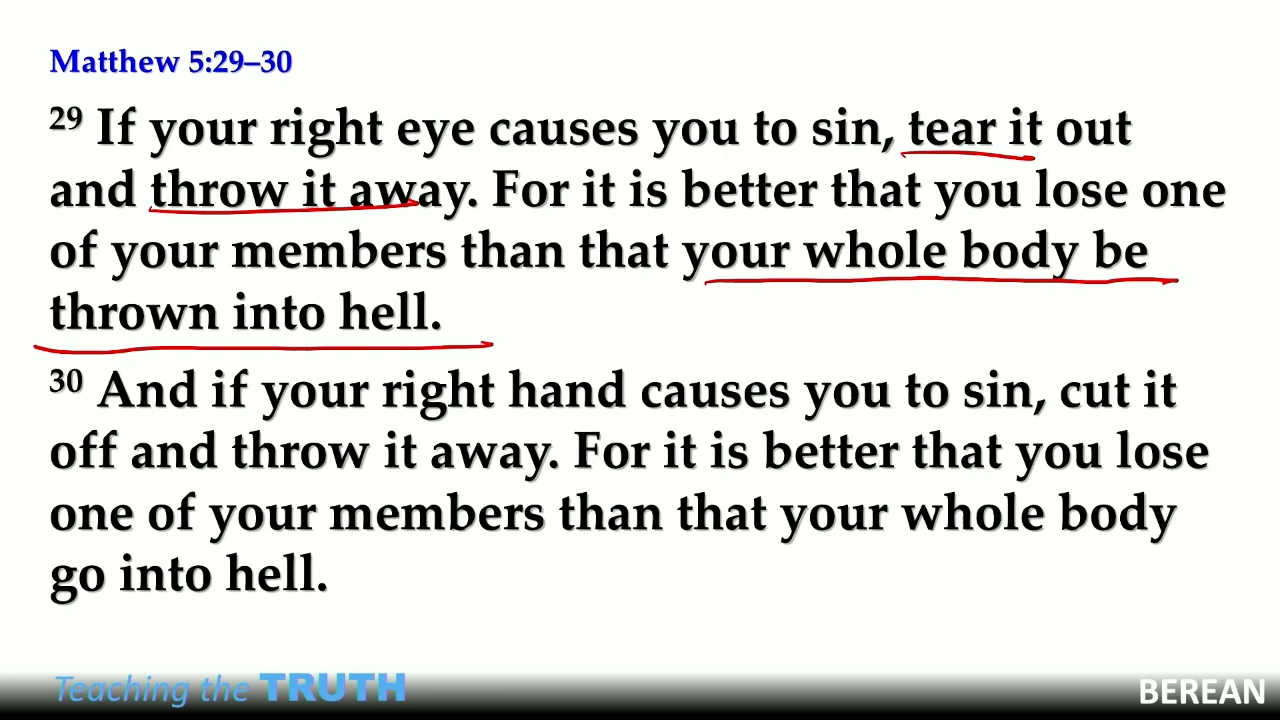 Matthew 5:29–30
29 If your right eye causes you to sin, tear it out
and throw it away. For it is better that you lose one
of your members than that your whole body be
thrown into hell.
30 And if your right hand causes you to sin, cut it
off and throw it away. For it is better that you lose
one of your members than that your whole body
go into hell.
Teaching the TRUTH
BEREAN